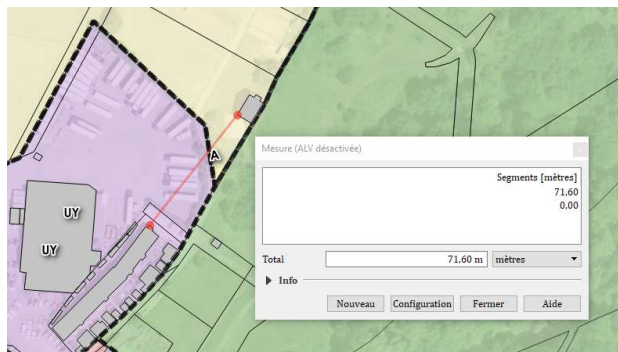 A
UY
UY
Mesure (ALV désactivée)
Segments [mètres]
71.60
0.00
Total 71,60 m mètres
Info
Nouveau Configuration Fermer Aide